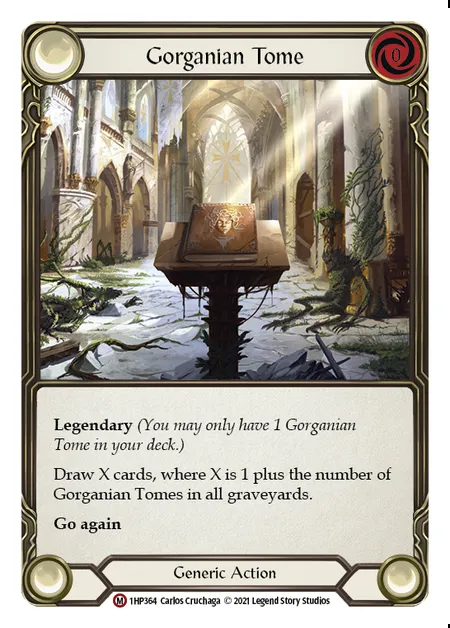 Gorganian Tome
0
Legendary (You may only have 1 Gorganian
Tome in your deck.)
Draw X cards, where X is 1 plus the number of
Gorganian Tomes in all graveyards.
Go again
Generic Action
M 1HP364 Carlos Cruchaga © 2021 Legend Story Studios